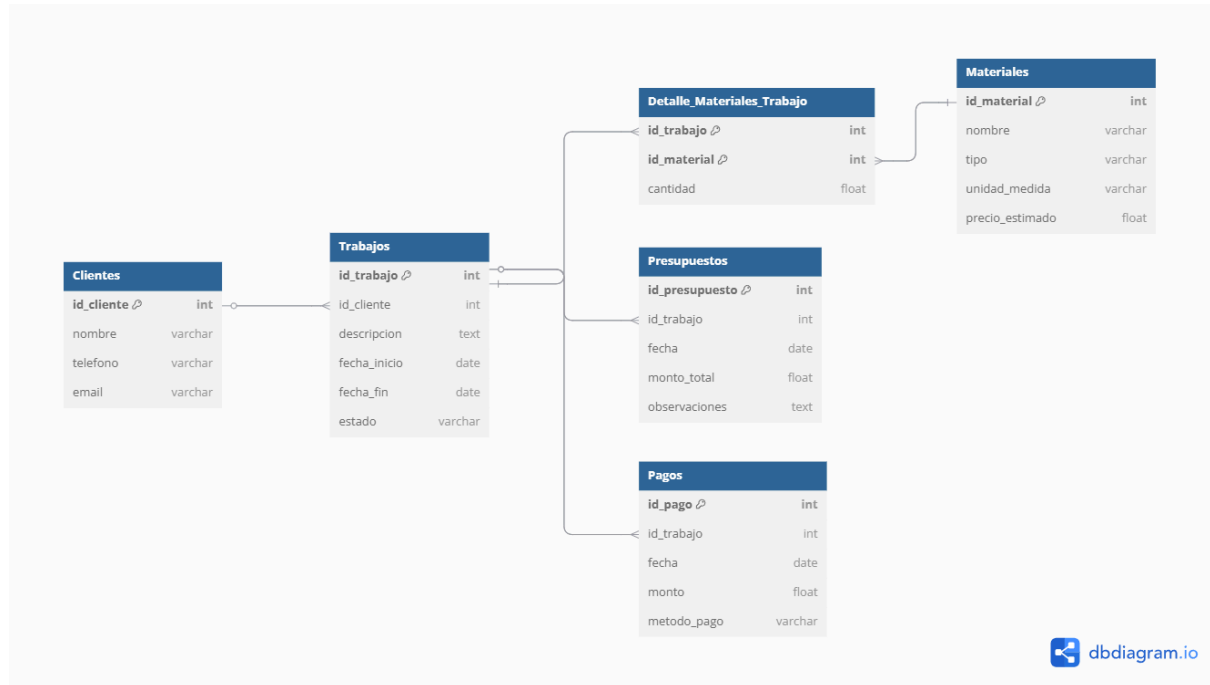 Clientes
id_cliente int
nombre varchar
telefono varchar
email varchar
Trabajos
id_trabajo int
id_cliente int
descripcion text
fecha_inicio date
fecha_fin date
estado varchar
Detalle_Materiales_Trabajo
id_trabajo int
id_material int
cantidad float
Presupuestos
id_presupuesto int
id_trabajo int
fecha date
monto_total float
observaciones text
Pagos
id_pago int
id_trabajo int
fecha date
monto float
metodo_pago varchar
Materiales
id_material int
nombre varchar
tipo varchar
unidad_medida varchar
precio_estimado float
dbdiagram.io